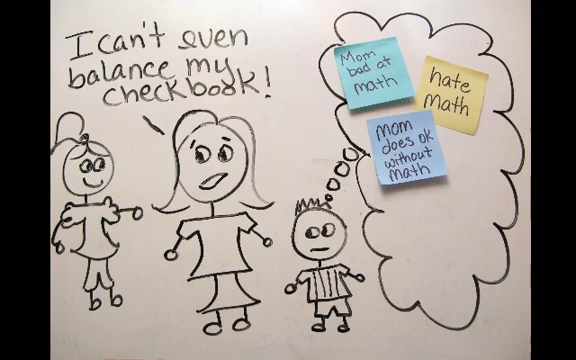 I can't even
balance my
checkbook!
Mom
bad at
math
hate
Math
Mom
does ok
without
math